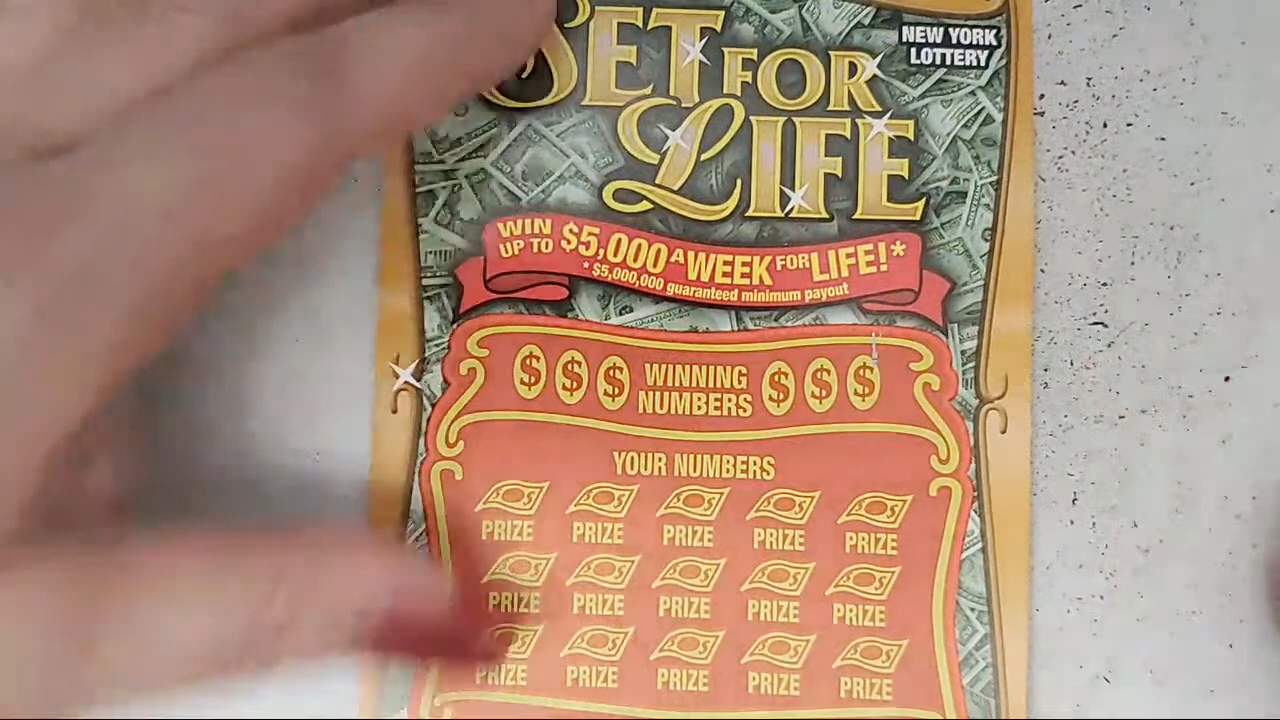 SET FOR
LIFE
NEW YORK
LOTTERY
WIN
UP TO $5,000 A WEEK FOR LIFE!*
* $5,000,000 guaranteed minimum payout
$ $ $ WINNING NUMBERS $ $ $
YOUR NUMBERS
PRIZE PRIZE PRIZE PRIZE PRIZE
PRIZE PRIZE PRIZE PRIZE PRIZE
PRIZE PRIZE PRIZE PRIZE PRIZE